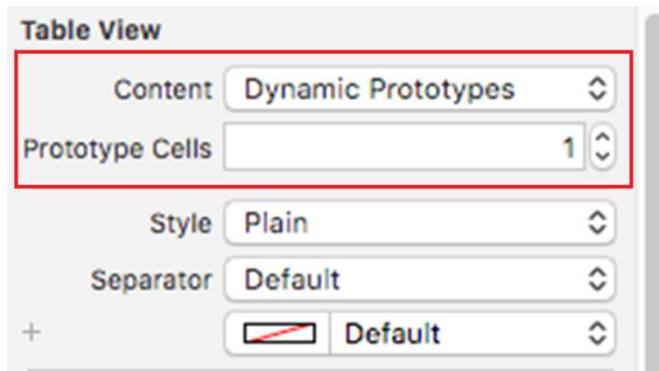 Table View
Content Dynamic Prototypes
Prototype Cells 1
Style Plain
Separator Default
+ Default